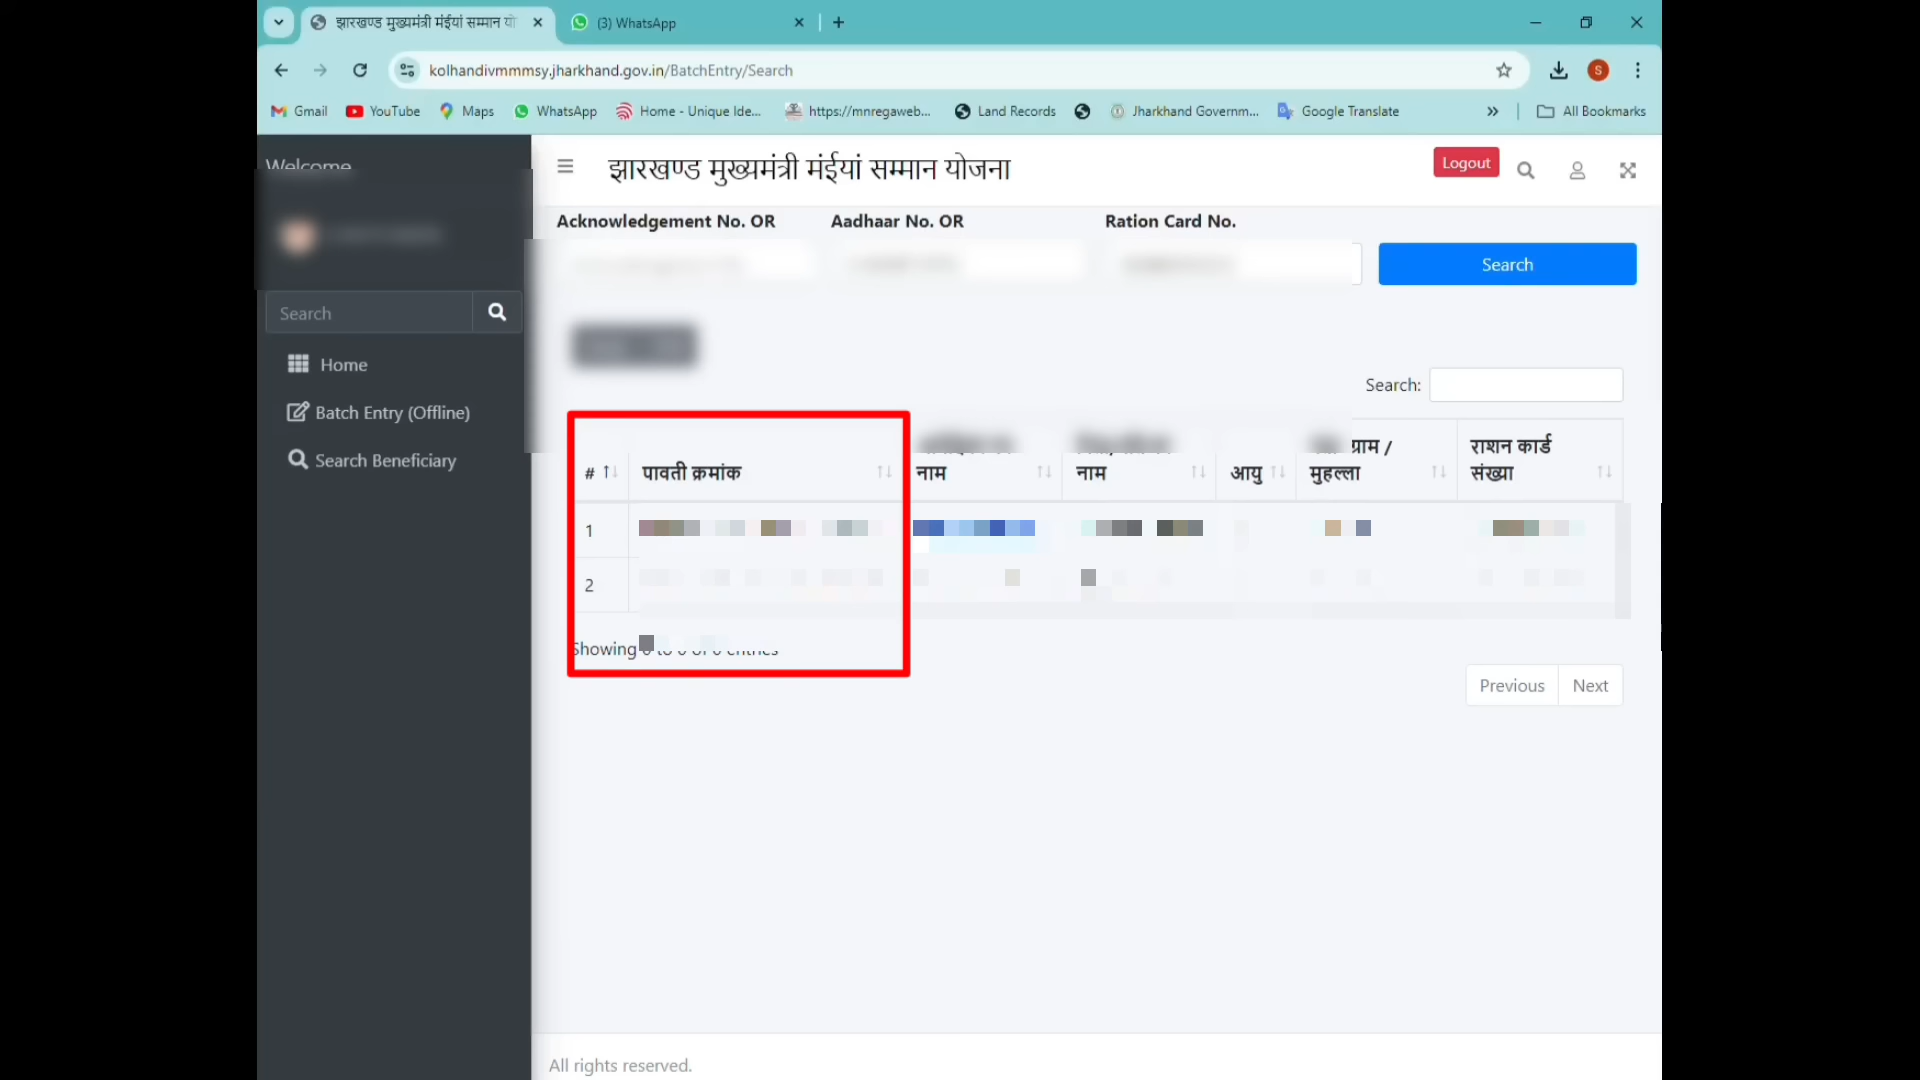 झारखण्ड मुख्यमंत्री मंईयां सम्मान यो
(3) WhatsApp
kolhandivmmmsy.jharkhand.gov.in/BatchEntry/Search
S
Gmail YouTube Maps WhatsApp Home - Unique Ide... https://mnregaweb... Land Records Jharkhand Governm... Google Translate All Bookmarks
Welcome
झारखण्ड मुख्यमंत्री मंईयां सम्मान योजना
Logout
Acknowledgement No. OR Aadhaar No. OR Ration Card No.
Search
Search
Home
Batch Entry (Offline)
Search Beneficiary
Search:
ग्राम / राशन कार्ड
# पावती क्रमांक नाम नाम आयु मुहल्ला संख्या
1
2
Showing
Previous Next
All rights reserved.